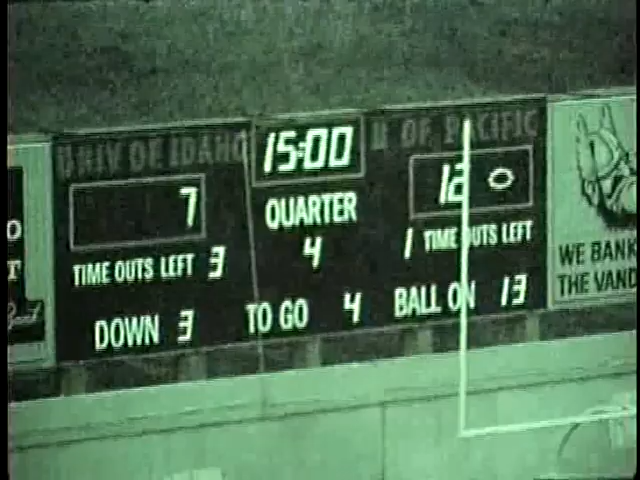 UNIV OF IDAHO 15:00 U OF PACIFIC
7 QUARTER 12
TIME OUTS LEFT 3 4 1 TIME OUTS LEFT
DOWN 3 TO GO 4 BALL ON 13
WE BANK
THE VAND